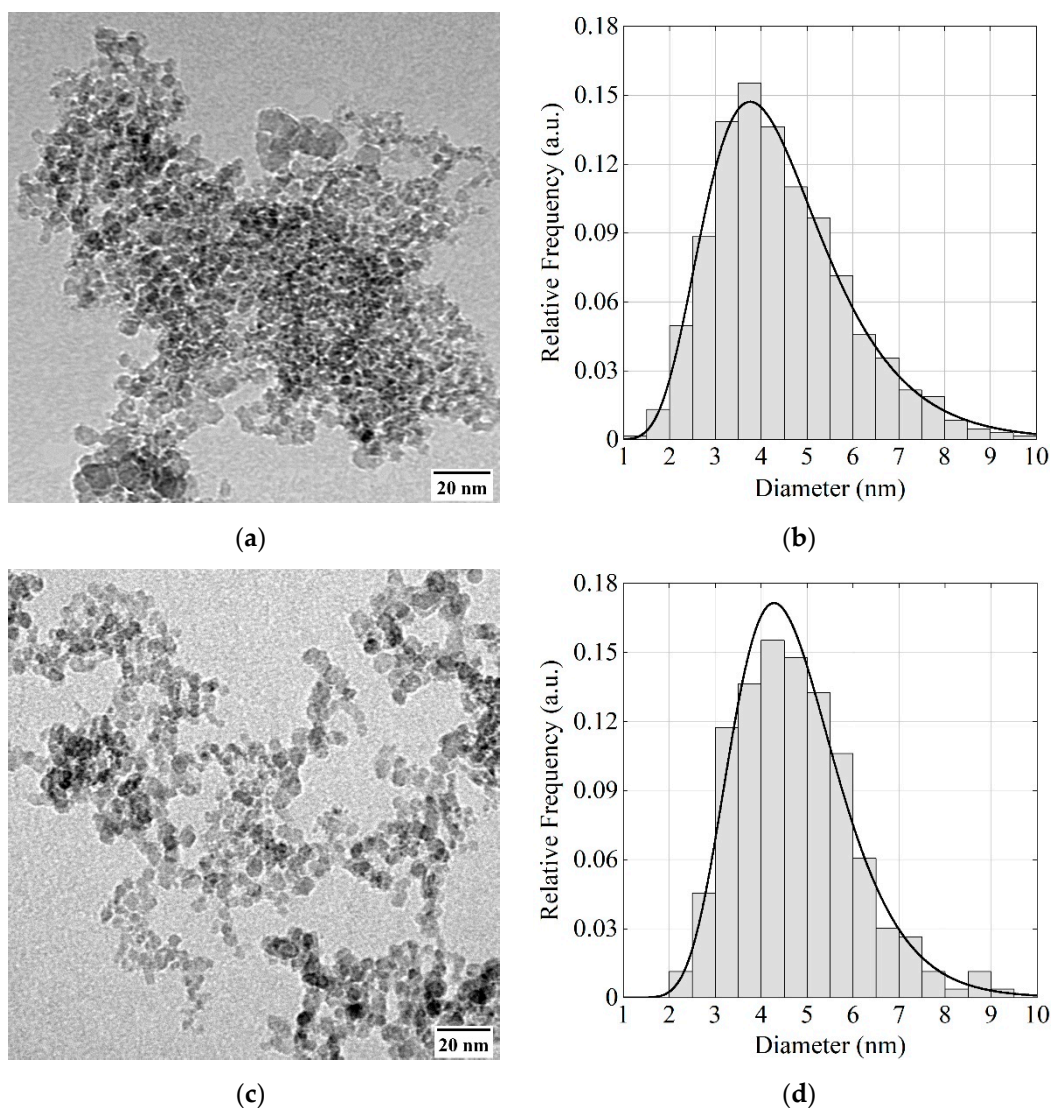 20 nm
(a)
0.18
0.15
0.12
0.09
0.06
0.03
0
Relative Frequency (a.u.)
1 2 3 4 5 6 7 8 9 10
Diameter (nm)
(b)
20 nm
(c)
0.18
0.15
0.12
0.09
0.06
0.03
0
Relative Frequency (a.u.)
1 2 3 4 5 6 7 8 9 10
Diameter (nm)
(d)